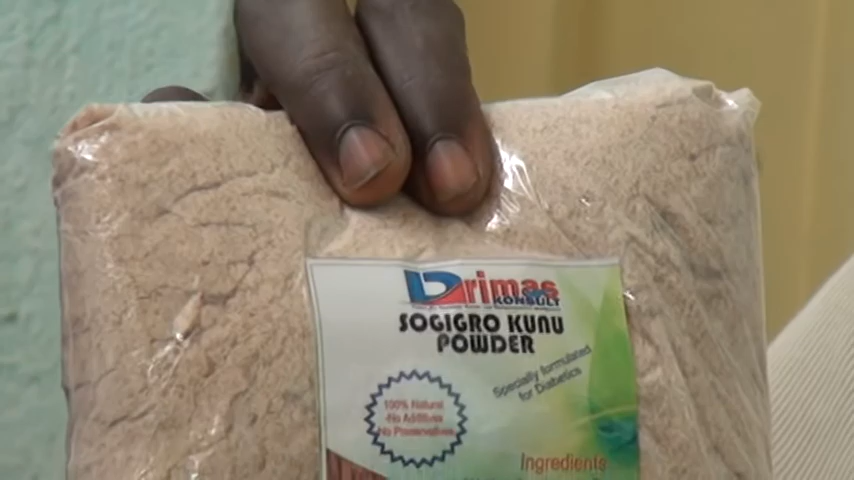 Drimas
KONSULT
SOGIGRO KUNU
POWDER
Specially formulated
for Diabetics
100% Natural
-No Additives
No Preservatives
Ingredients